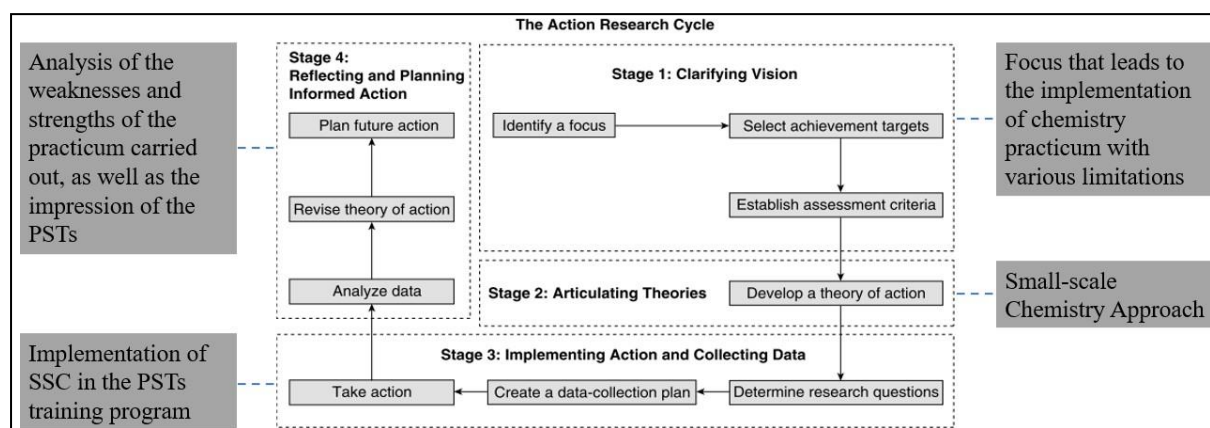 The Action Research Cycle
Analysis of the
weaknesses and
strengths of the
practicum carried
out, as well as the
impression of the
PSTs
Stage 4:
Reflecting and Planning
Informed Action
Plan future action
Revise theory of action
Analyze data
Stage 1: Clarifying Vision
Identify a focus
Select achievement targets
Establish assessment criteria
Focus that leads to
the implementation
of chemistry
practicum with
various limitations
Stage 2: Articulating Theories
Develop a theory of action
Small-scale
Chemistry Approach
Implementation of
SSC in the PSTs
training program
Stage 3: Implementing Action and Collecting Data
Take action
Create a data-collection plan
Determine research questions